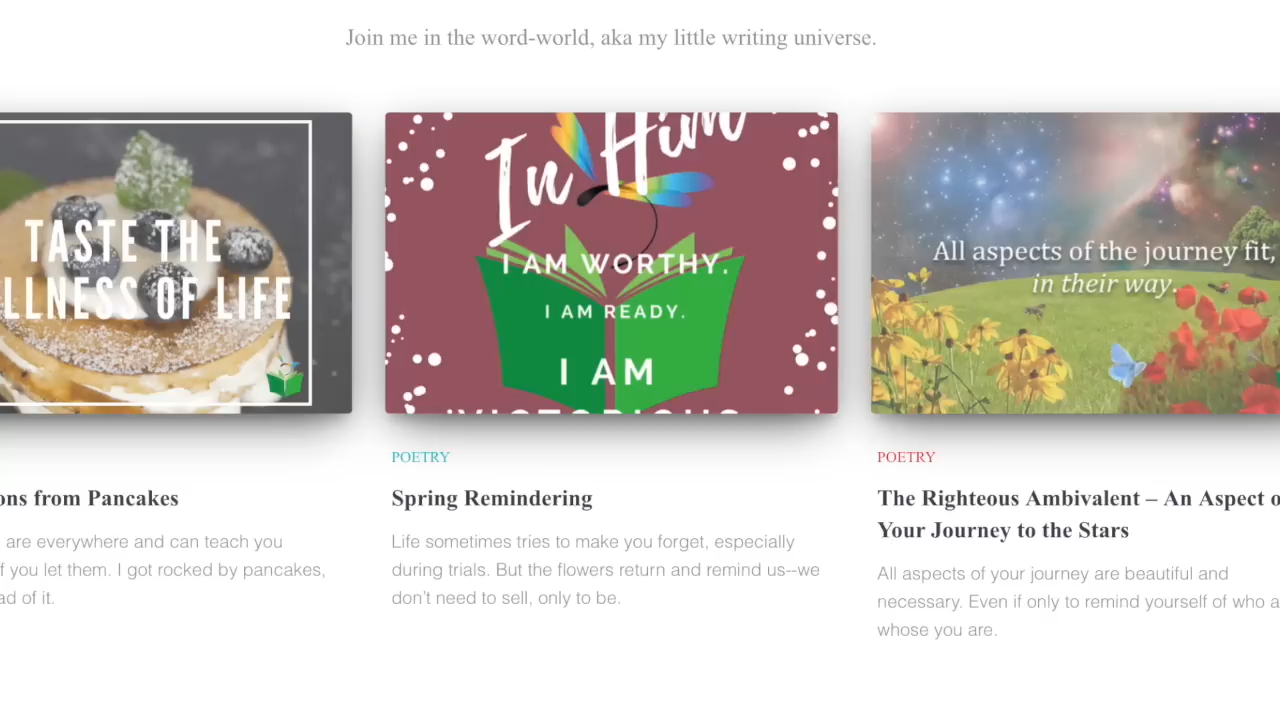 Join me in the word-world, aka my little writing universe.
TASTE THE
LLNESS OF LIFE
ons from Pancakes
are everywhere and can teach you
f you let them. I got rocked by pancakes,
ad of it.
In Him
I AM WORTHY.
I AM READY.
I AM
VICTORIOUS
POETRY
Spring Remindering
Life sometimes tries to make you forget, especially
during trials. But the flowers return and remind us--we
don't need to sell, only to be.
All aspects of the journey fit,
in their way.
POETRY
The Righteous Ambivalent – An Aspect o
Your Journey to the Stars
All aspects of your journey are beautiful and
necessary. Even if only to remind yourself of who a
whose you are.